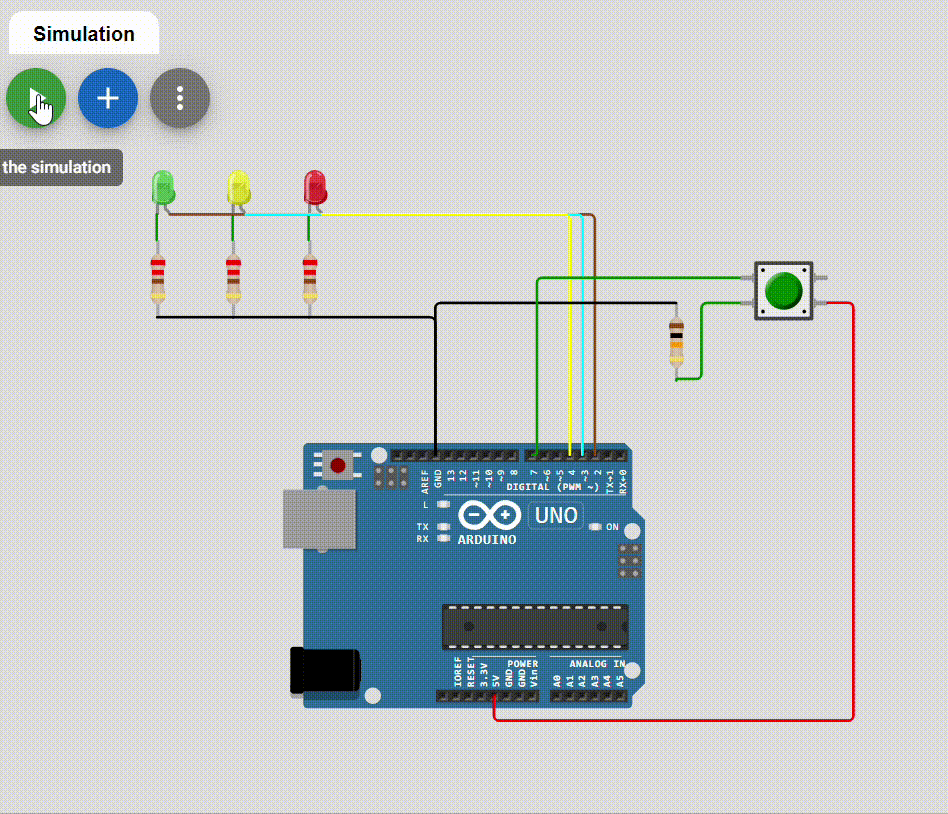 Simulation
the simulation
AREF
GND
13
12
~11
~10
~9
8
7
~6
~5
4
~3
2
TX→1
RX←0
DIGITAL (PWM ~)
L
TX
RX
UNO
ON
ARDUINO
IOREF
RESET
3.3V
5V
GND
GND
Vin
POWER
ANALOG IN
A0
A1
A2
A3
A4
A5